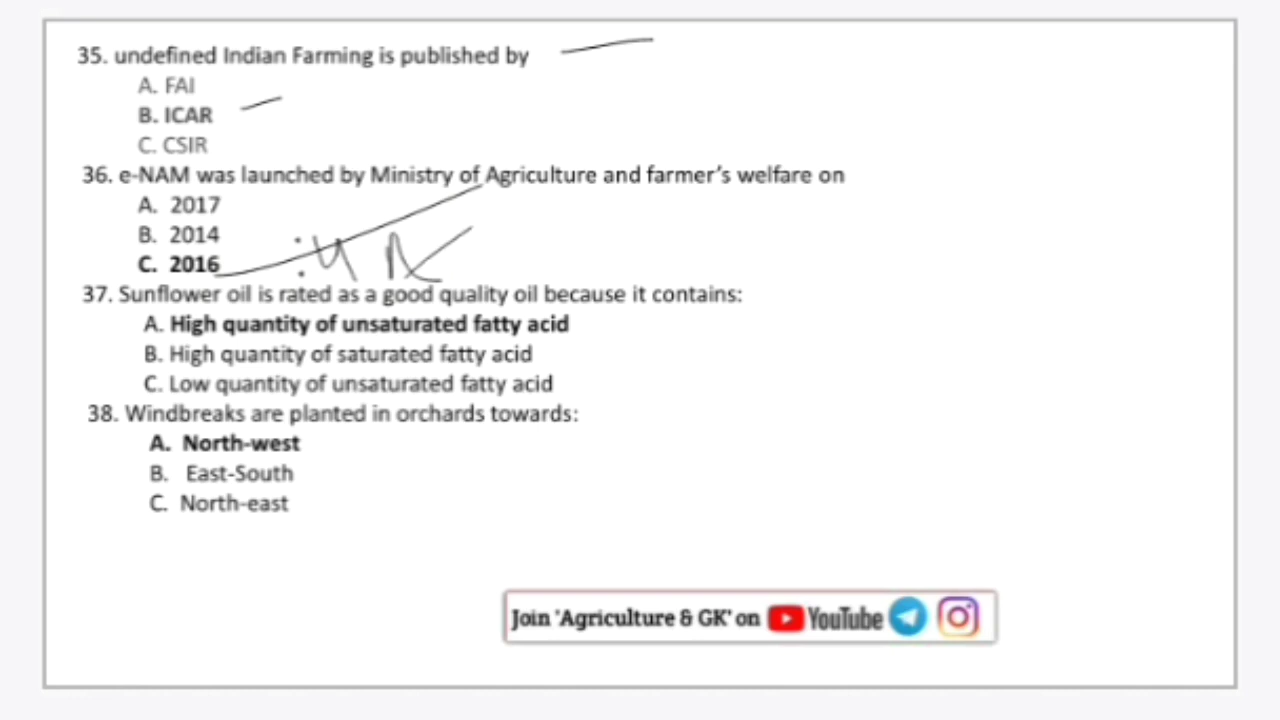 35. undefined Indian Farming is published by
A. FAI
B. ICAR
C. CSIR
36. e-NAM was launched by Ministry of Agriculture and farmer's welfare on
A. 2017
B. 2014
C. 2016
37. Sunflower oil is rated as a good quality oil because it contains:
A. High quantity of unsaturated fatty acid
B. High quantity of saturated fatty acid
C. Low quantity of unsaturated fatty acid
38. Windbreaks are planted in orchards towards:
A. North-west
B. East-South
C. North-east
Join 'Agriculture & GK' on YouTube